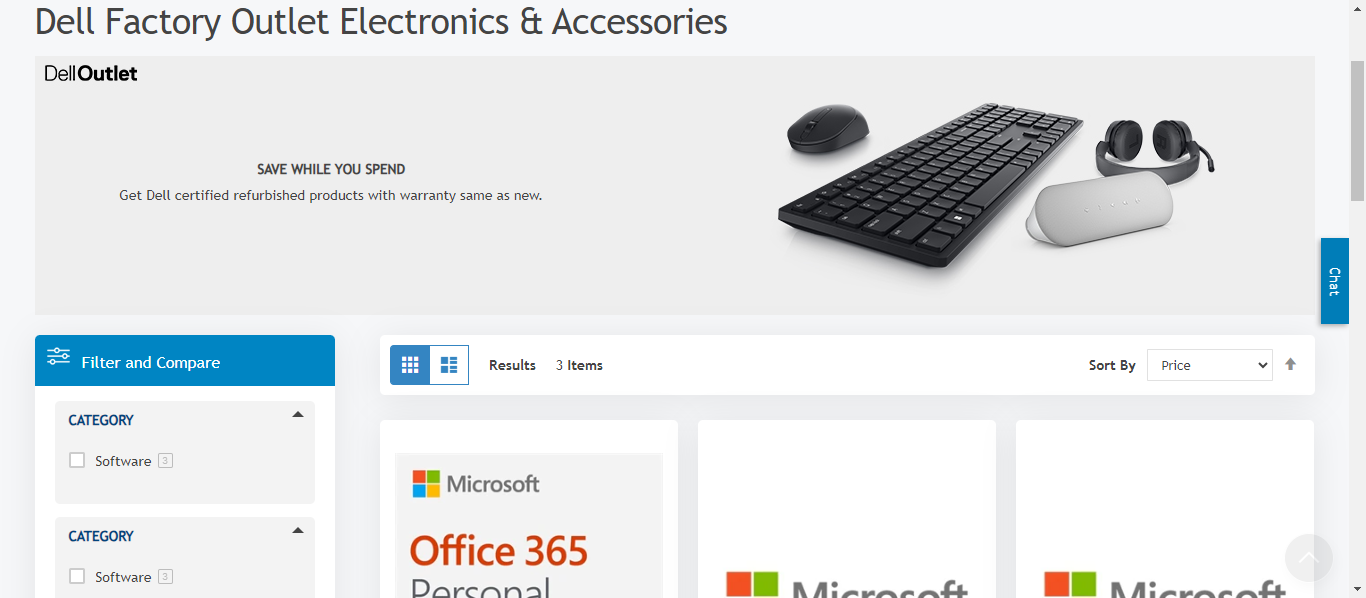 Dell Factory Outlet Electronics & Accessories
DellOutlet
SAVE WHILE YOU SPEND
Get Dell certified refurbished products with warranty same as new.
Chat
Filter and Compare
Results 3 Items
Sort By Price
CATEGORY
Software 3
CATEGORY
Software 3
Microsoft
Office 365
Personal
Microsoft
Microsoft